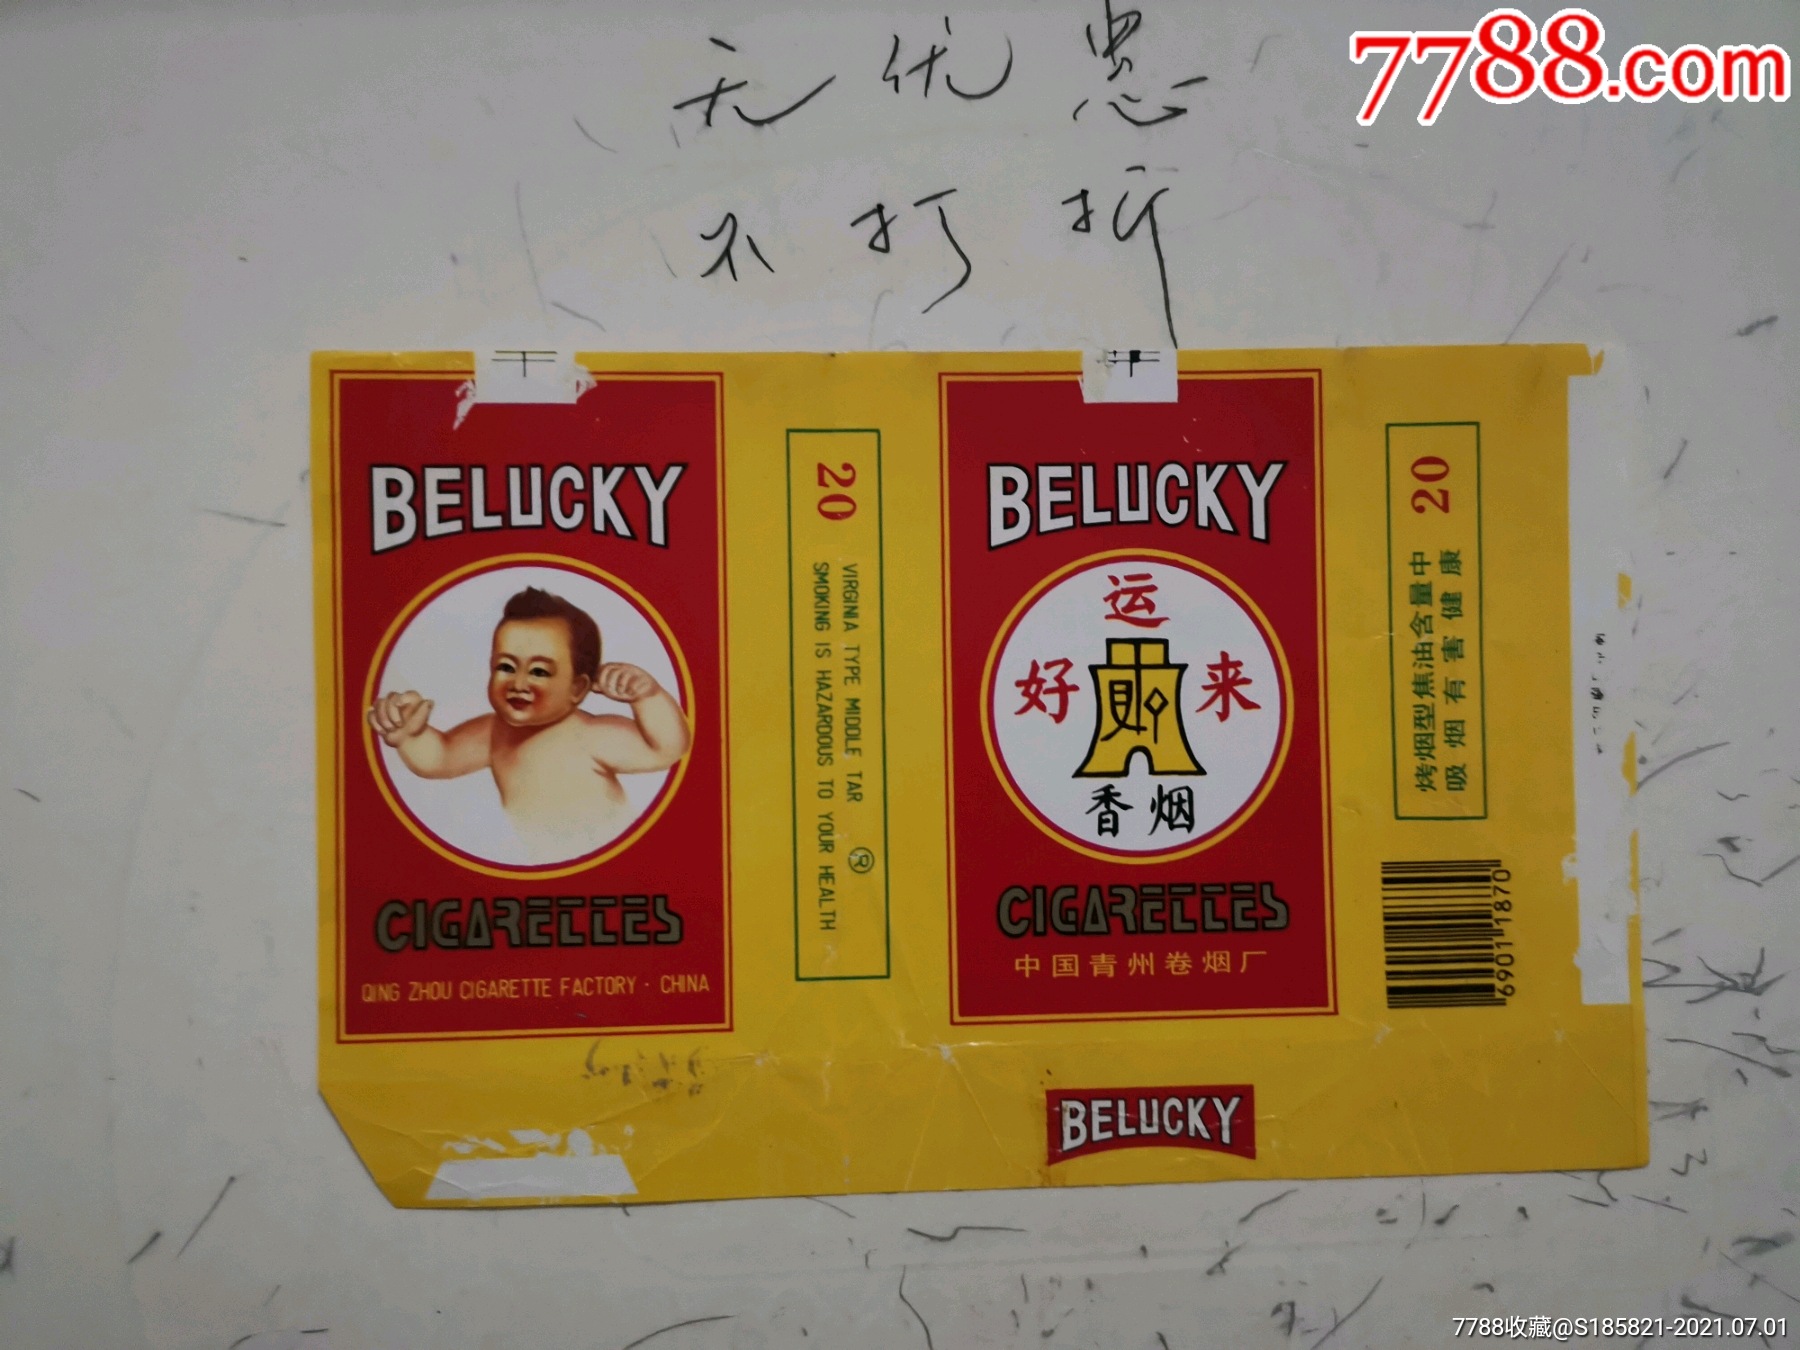 7788.com
无优惠
不打折
BELUCKY
CIGARETTES
QING ZHOU CIGARETTE FACTORY · CHINA
20
VIRGINIA TYPE MIDDLE TAR ®
SMOKING IS HAZARDOUS TO YOUR HEALTH
BELUCKY
运
好 来
香烟
CIGARETTES
中国青州卷烟厂
20
烤烟型焦油含量中
吸烟有害健康
69011870
BELUCKY
7788收藏@S185821-2021.07.01